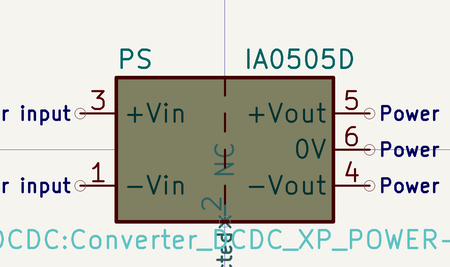 PS IA0505D
r input 3 +Vin +Vout 5 Power
0V 6 Power
NC
r input 1 -Vin -Vout 4 Power
2
DCDC:Converter_DCDC_XP_POWER-
cted